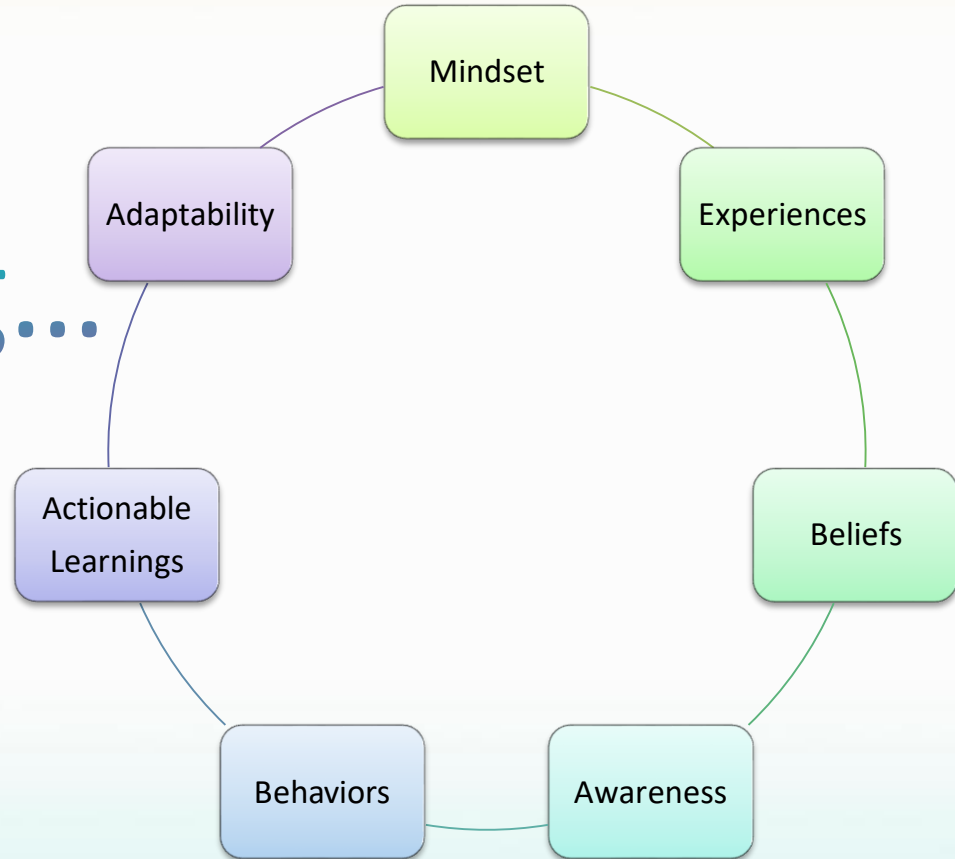 Mindset
Experiences
Beliefs
Awareness
Behaviors
Actionable
Learnings
Adaptability